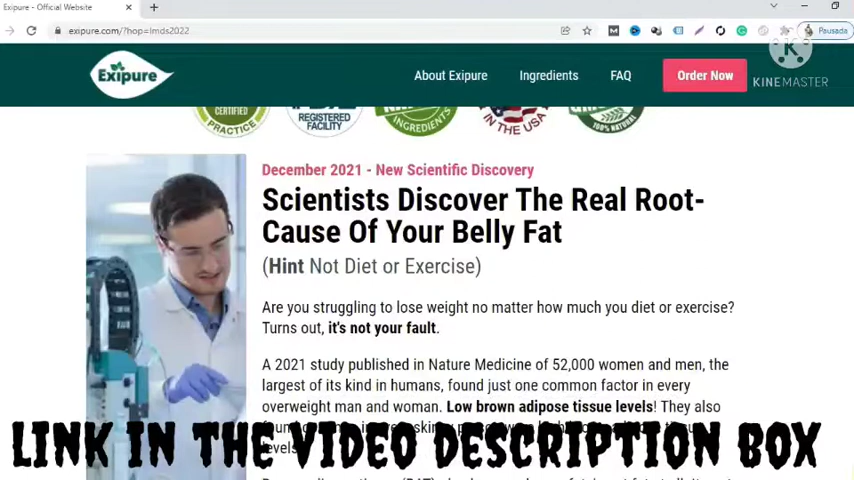 Exipure - Official Website
exipure.com/?hop=lmds2022
Pausada
Exipure
About Exipure
Ingredients
FAQ
Order Now
KINEMASTER
CERTIFIED
PRACTICE
REGISTERED
FACILITY
INGREDIENTS
IN THE USA
100% NATURAL
December 2021 - New Scientific Discovery
Scientists Discover The Real Root-
Cause Of Your Belly Fat
(Hint Not Diet or Exercise)
Are you struggling to lose weight no matter how much you diet or exercise?
Turns out, it's not your fault.
A 2021 study published in Nature Medicine of 52,000 women and men, the
largest of its kind in humans, found just one common factor in every
overweight man and woman. Low brown adipose tissue levels! They also
LINK IN THE VIDEO DESCRIPTION BOX
levels